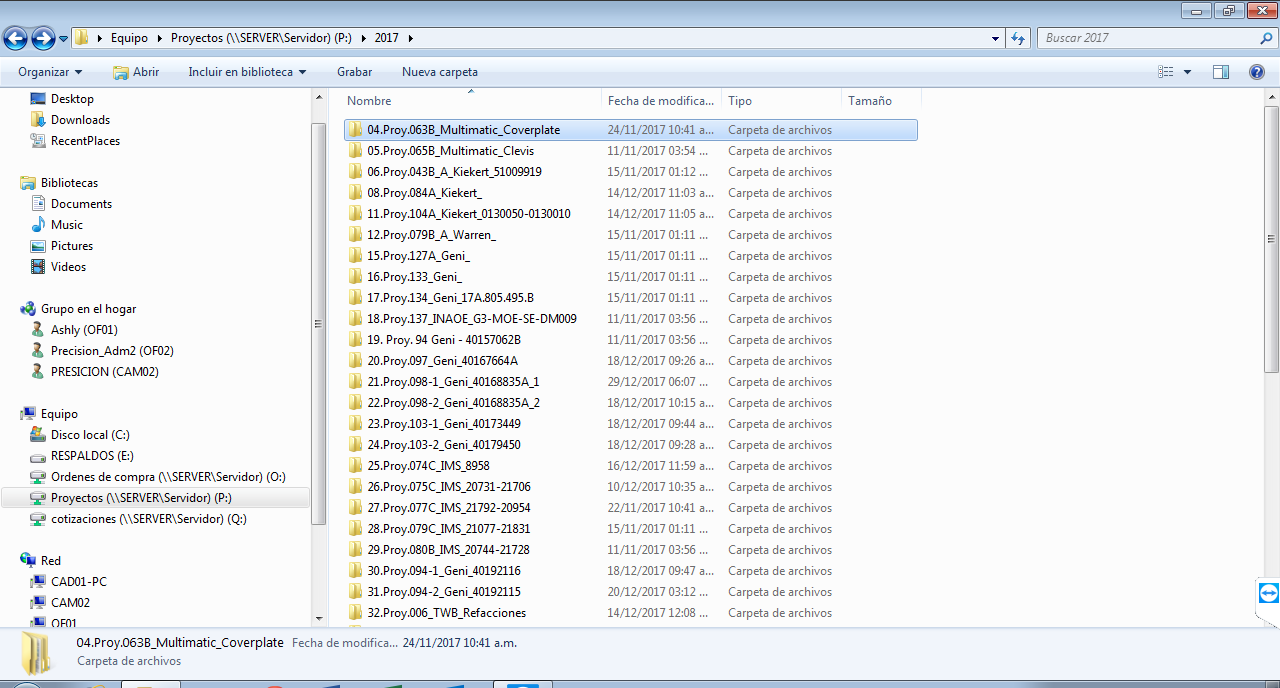 Equipo Proyectos (\\SERVER\Servidor) (P:) 2017 Buscar 2017
Organizar Abrir Incluir en biblioteca Grabar Nueva carpeta
Desktop
Downloads
RecentPlaces
Bibliotecas
Documents
Music
Pictures
Videos
Grupo en el hogar
Ashly (OF01)
Precision_Adm2 (OF02)
PRESICION (CAM02)
Equipo
Disco local (C:)
RESPALDOS (E:)
Ordenes de compra (\\SERVER\Servidor) (O:)
Proyectos (\\SERVER\Servidor) (P:)
cotizaciones (\\SERVER\Servidor) (Q:)
Red
CAD01-PC
CAM02
OF01
Nombre Fecha de modifica... Tipo Tamaño
04.Proy.063B_Multimatic_Coverplate 24/11/2017 10:41 a... Carpeta de archivos
05.Proy.065B_Multimatic_Clevis 11/11/2017 03:54 ... Carpeta de archivos
06.Proy.043B_A_Kiekert_51009919 15/11/2017 01:12 ... Carpeta de archivos
08.Proy.084A_Kiekert_ 14/12/2017 11:03 a... Carpeta de archivos
11.Proy.104A_Kiekert_0130050-0130010 14/12/2017 11:05 a... Carpeta de archivos
12.Proy.079B_A_Warren_ 15/11/2017 01:11 ... Carpeta de archivos
15.Proy.127A_Geni_ 15/11/2017 01:11 ... Carpeta de archivos
16.Proy.133_Geni_ 15/11/2017 01:11 ... Carpeta de archivos
17.Proy.134_Geni_17A.805.495.B 15/11/2017 01:11 ... Carpeta de archivos
18.Proy.137_INAOE_G3-MOE-SE-DM009 11/11/2017 03:56 ... Carpeta de archivos
19. Proy. 94 Geni - 40157062B 11/11/2017 03:56 ... Carpeta de archivos
20.Proy.097_Geni_40167664A 18/12/2017 09:26 a... Carpeta de archivos
21.Proy.098-1_Geni_40168835A_1 29/12/2017 06:07 ... Carpeta de archivos
22.Proy.098-2_Geni_40168835A_2 18/12/2017 10:15 a... Carpeta de archivos
23.Proy.103-1_Geni_40173449 18/12/2017 09:44 a... Carpeta de archivos
24.Proy.103-2_Geni_40179450 18/12/2017 09:28 a... Carpeta de archivos
25.Proy.074C_IMS_8958 16/12/2017 11:59 a... Carpeta de archivos
26.Proy.075C_IMS_20731-21706 10/12/2017 10:35 a... Carpeta de archivos
27.Proy.077C_IMS_21792-20954 22/11/2017 10:41 a... Carpeta de archivos
28.Proy.079C_IMS_21077-21831 15/11/2017 01:11 ... Carpeta de archivos
29.Proy.080B_IMS_20744-21728 11/11/2017 03:56 ... Carpeta de archivos
30.Proy.094-1_Geni_40192116 18/12/2017 09:47 a... Carpeta de archivos
31.Proy.094-2_Geni_40192115 20/12/2017 03:12 ... Carpeta de archivos
32.Proy.006_TWB_Refacciones 14/12/2017 12:08 ... Carpeta de archivos
04.Proy.063B_Multimatic_Coverplate Fecha de modifica... 24/11/2017 10:41 a.m.
Carpeta de archivos